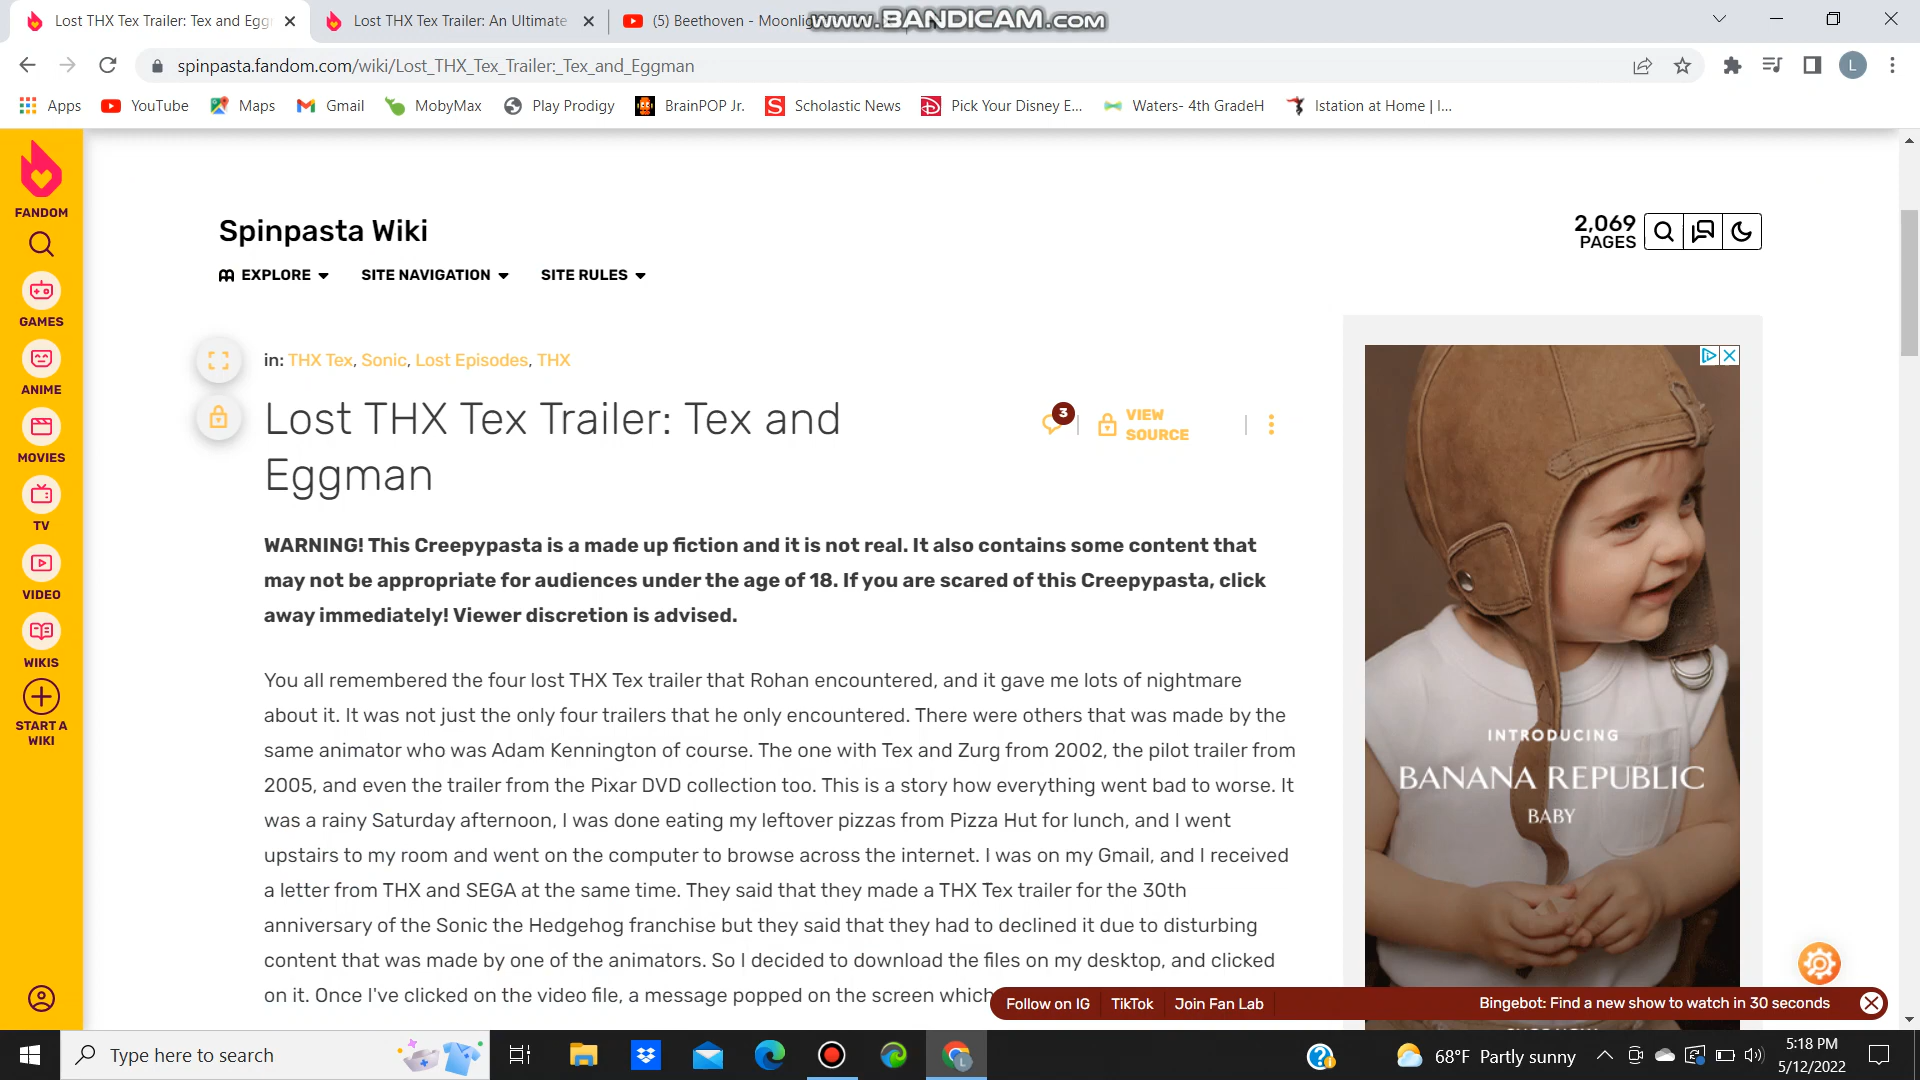 Lost THX Tex Trailer: Tex and Egg
Lost THX Tex Trailer: An Ultimate
(5) Beethoven - Moonlig
www.BANDICAM.com
spinpasta.fandom.com/wiki/Lost_THX_Tex_Trailer:_Tex_and_Eggman
L
Apps
YouTube
Maps
Gmail
MobyMax
Play Prodigy
BrainPOP Jr.
Scholastic News
Pick Your Disney E...
Waters- 4th GradeH
Istation at Home | I...
FANDOM
GAMES
ANIME
MOVIES
TV
VIDEO
WIKIS
START A
WIKI
Spinpasta Wiki
2,069
PAGES
EXPLORE
SITE NAVIGATION
SITE RULES
in: THX Tex, Sonic, Lost Episodes, THX
Lost THX Tex Trailer: Tex and
Eggman
3
VIEW
SOURCE
WARNING! This Creepypasta is a made up fiction and it is not real. It also contains some content that
may not be appropriate for audiences under the age of 18. If you are scared of this Creepypasta, click
away immediately! Viewer discretion is advised.
You all remembered the four lost THX Tex trailer that Rohan encountered, and it gave me lots of nightmare
about it. It was not just the only four trailers that he only encountered. There were others that was made by the
same animator who was Adam Kennington of course. The one with Tex and Zurg from 2002, the pilot trailer from
2005, and even the trailer from the Pixar DVD collection too. This is a story how everything went bad to worse. It
was a rainy Saturday afternoon, I was done eating my leftover pizzas from Pizza Hut for lunch, and I went
upstairs to my room and went on the computer to browse across the internet. I was on my Gmail, and I received
a letter from THX and SEGA at the same time. They said that they made a THX Tex trailer for the 30th
anniversary of the Sonic the Hedgehog franchise but they said that they had to declined it due to disturbing
content that was made by one of the animators. So I decided to download the files on my desktop, and clicked
on it. Once I've clicked on the video file, a message popped on the screen which
INTRODUCING
BANANA REPUBLIC
BABY
Follow on IG
TikTok
Join Fan Lab
Bingebot: Find a new show to watch in 30 seconds
Type here to search
68°F Partly sunny
5:18 PM
5/12/2022